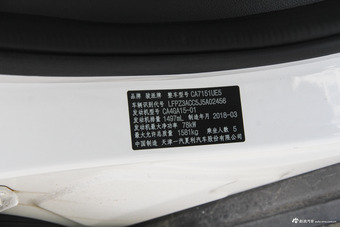 品牌 骏派牌 整车型号 CA7151UE5
车辆识别代号 LFPZ3ACC5J5A02456
发动机型号 CA4GA15-01
发动机排量 1497mL 制造年月 2018-03
发动机最大净功率 78kW
最大允许总质量 1581kg 乘坐人数 5
中国制造 天津一汽夏利汽车股份有限公司